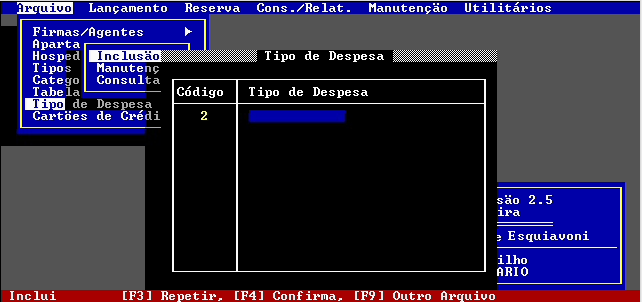 Arquivo Lançamento Reserva Cons./Relat. Manutenção Utilitários
Firmas/Agentes
Aparta
Hosped Inclusão
Tipos Manutenç
Catego Consulta
Tabela
Tipo de Despesa
Cartões de Crédi
Tipo de Despesa
Código Tipo de Despesa
2
são 2.5
ira
e Esquiavoni
ilho
ARIO
Inclui [F3] Repetir, [F4] Confirma, [F9] Outro Arquivo